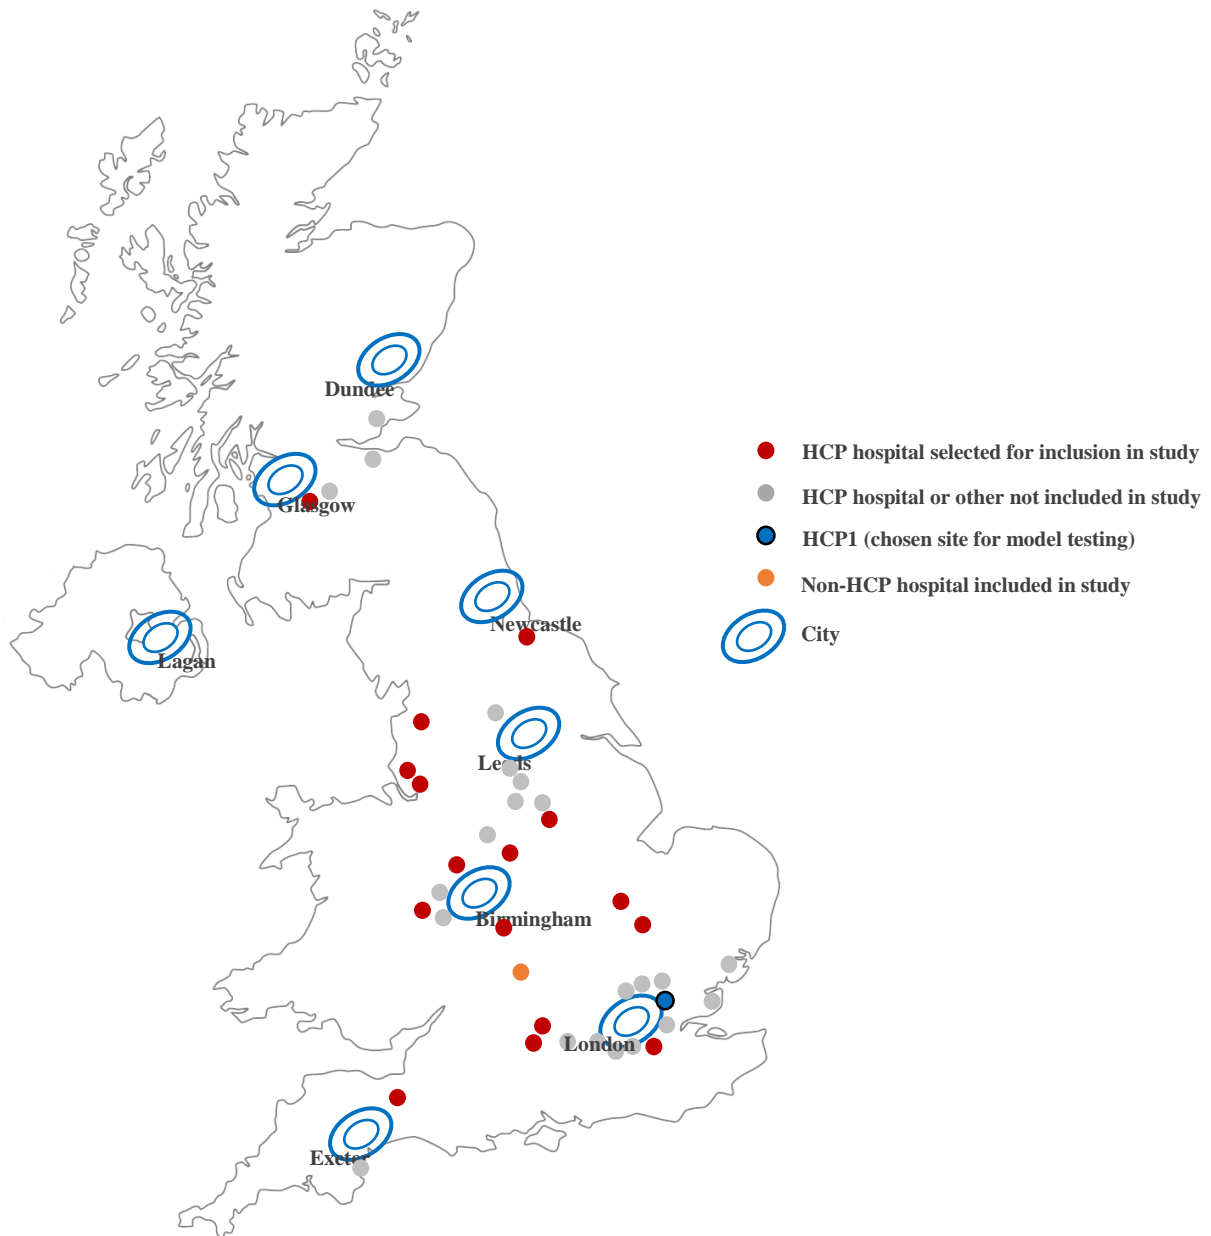 Dundee
HCP hospital selected for inclusion in study
HCP hospital or other not included in study
Glasgow
HCP1 (chosen site for model testing)
Non-HCP hospital included in study
Newcastle
City
Lagan
Leeds
Birmingham
London
Exeter